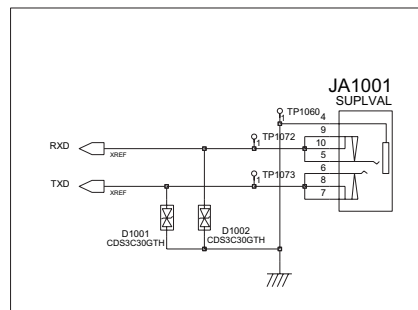 JA1001
SUPLVAL
TP1060
1
4
9
TP1072
1
10
RXD
XREF
5
6
TP1073
1
8
TXD
XREF
7
D1001
CDS3C30GTH
D1002
CDS3C30GTH